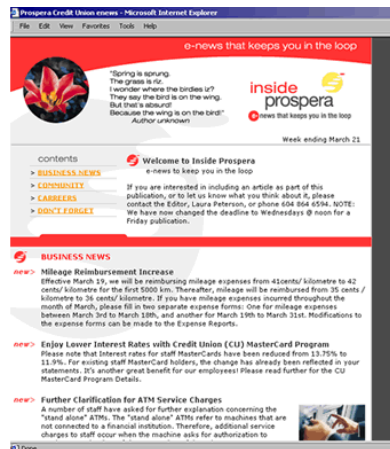 Prospera Credit Union enews - Microsoft Internet Explorer
File Edit View Favorites Tools Help
e-news that keeps you in the loop
"Spring is sprung.
The grass is riz.
I wonder where the birdies iz?
They say the bird is on the wing.
But that's absurd!
Because the wing is on the bird!"
Author unknown
inside
prospera
e-news that keeps you in the loop
Week ending March 21
contents
> BUSINESS NEWS
> COMMUNITY
> CAREERS
> DON'T FORGET
Welcome to Inside Prospera
e-news to keep you in the loop
If you are interested in including an article as part of this
publication, or to let us know what you think about it, please
contact the Editor, Laura Peterson, or phone 604 864 6594. NOTE:
We have now changed the deadline to Wednesdays @ noon for a
Friday publication.
BUSINESS NEWS
new> Mileage Reimbursement Increase
Effective March 19, we will be reimbursing mileage expenses from 41cents/ kilometre to 42
cents/ kilometre for the first 5000 km. Thereafter, mileage will be reimbursed from 35 cents /
kilometre to 36 cents/ kilometre. If you have mileage expenses incurred throughout the
month of March, please fill in two separate expense forms: One for mileage expenses
between March 3rd to March 18th, and another for March 19th to March 31st. Modifications to
the expense forms can be made to the Expense Reports.
new> Enjoy Lower Interest Rates with Credit Union (CU) MasterCard Program
Please note that Interest rates for staff MasterCards have been reduced from 13.75% to
11.9%. For existing staff MasterCard holders, the change has already been reflected in your
statements. It's another great benefit for our employees! Please read further for the CU
MasterCard Program Details.
new> Further Clarification for ATM Service Charges
A number of staff have asked for further explanation concerning the
"stand alone" ATMs. The "stand alone" ATMs refer to machines that are
not connected to a financial institution. Therefore, additional service
charges to staff occur when the machine asks for authorization to
Done